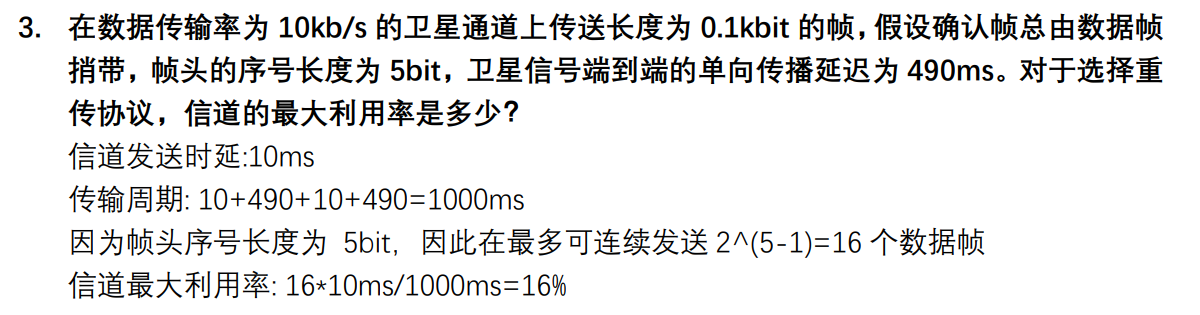 3. 在数据传输率为 10kb/s 的卫星通道上传送长度为 0.1kbit 的帧，假设确认帧总由数据帧
捎带，帧头的序号长度为 5bit，卫星信号端到端的单向传播延迟为 490ms。对于选择重
传协议，信道的最大利用率是多少？
信道发送时延:10ms
传输周期: 10+490+10+490=1000ms
因为帧头序号长度为 5bit，因此在最多可连续发送 2^(5-1)=16 个数据帧
信道最大利用率: 16*10ms/1000ms=16%